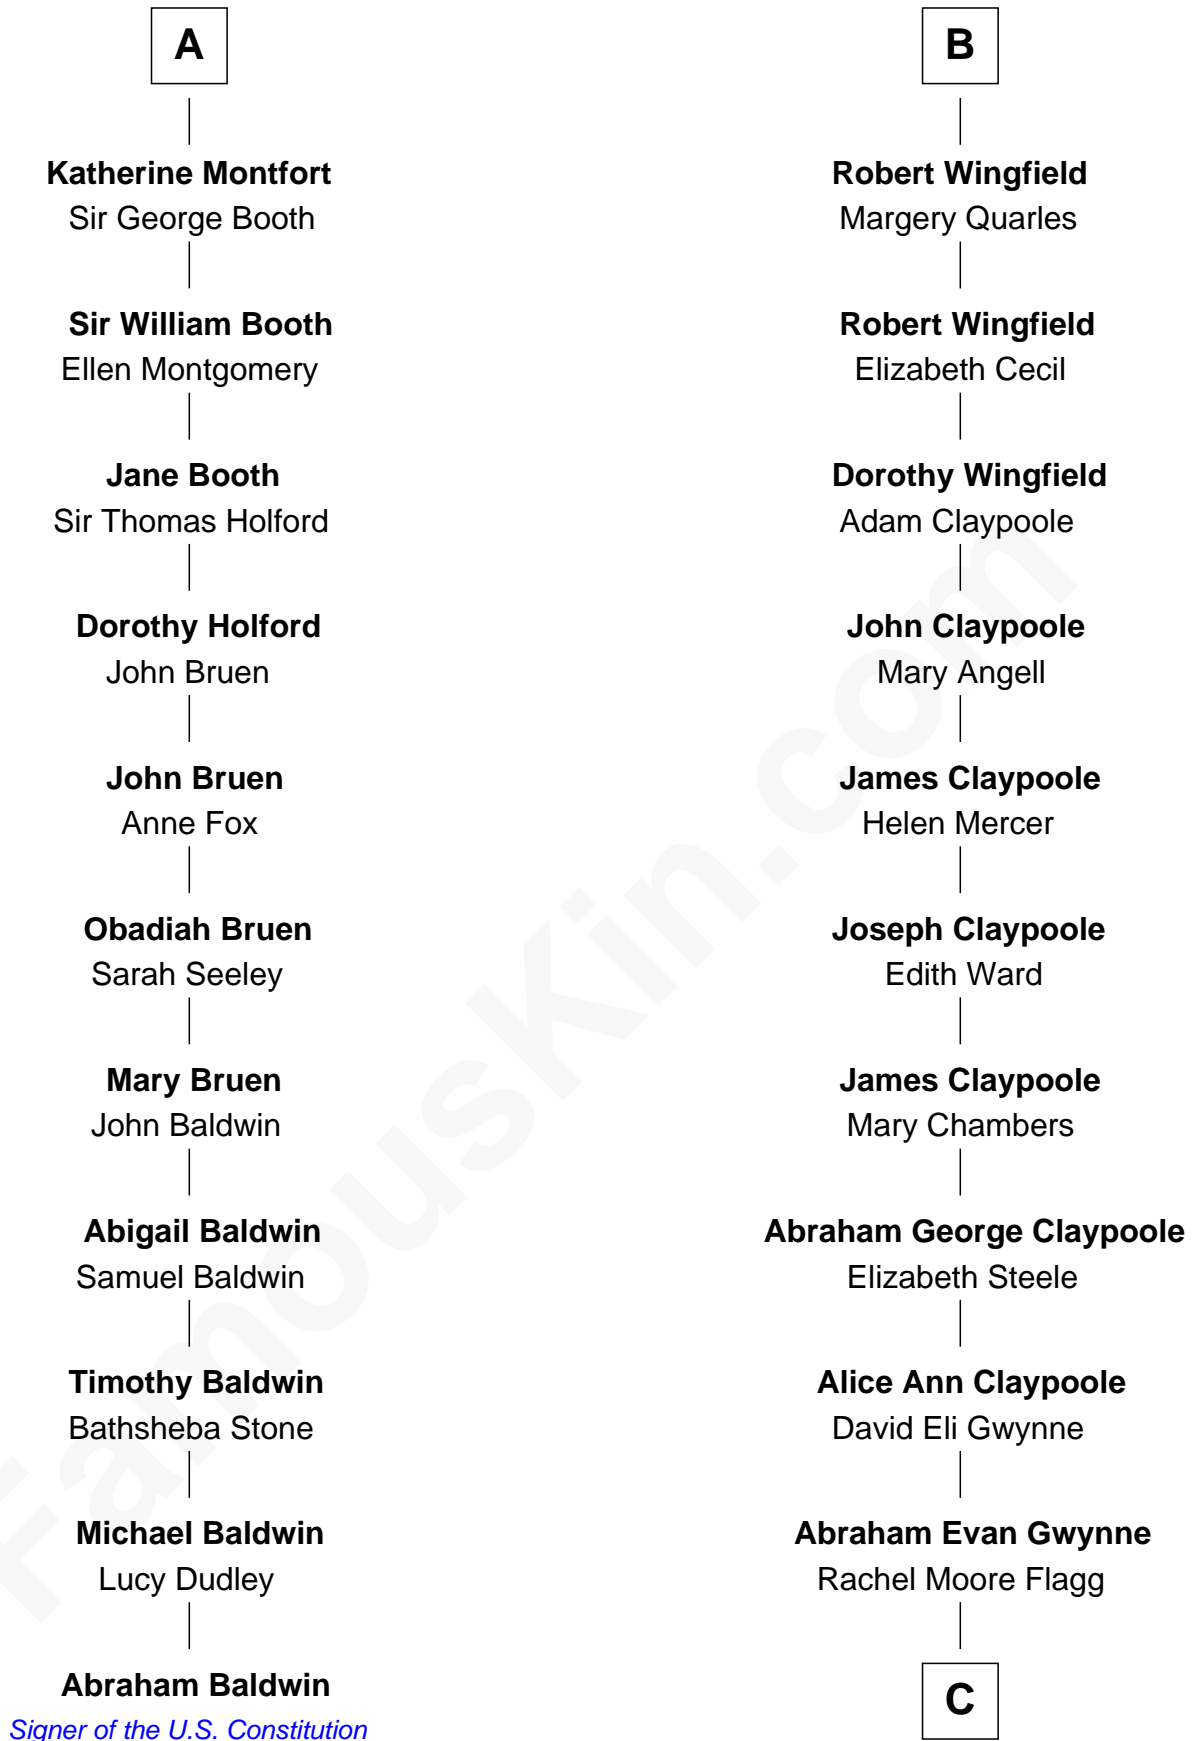 A
Katherine Montfort
Sir George Booth
Sir William Booth
Ellen Montgomery
Jane Booth
Sir Thomas Holford
Dorothy Holford
John Bruen
John Bruen
Anne Fox
Obadiah Bruen
Sarah Seeley
Mary Bruen
John Baldwin
Abigail Baldwin
Samuel Baldwin
Timothy Baldwin
Bathsheba Stone
Michael Baldwin
Lucy Dudley
Abraham Baldwin
Signer of the U.S. Constitution
B
Robert Wingfield
Margery Quarles
Robert Wingfield
Elizabeth Cecil
Dorothy Wingfield
Adam Claypoole
John Claypoole
Mary Angell
James Claypoole
Helen Mercer
Joseph Claypoole
Edith Ward
James Claypoole
Mary Chambers
Abraham George Claypoole
Elizabeth Steele
Alice Ann Claypoole
David Eli Gwynne
Abraham Evan Gwynne
Rachel Moore Flagg
C
FamousKin.com